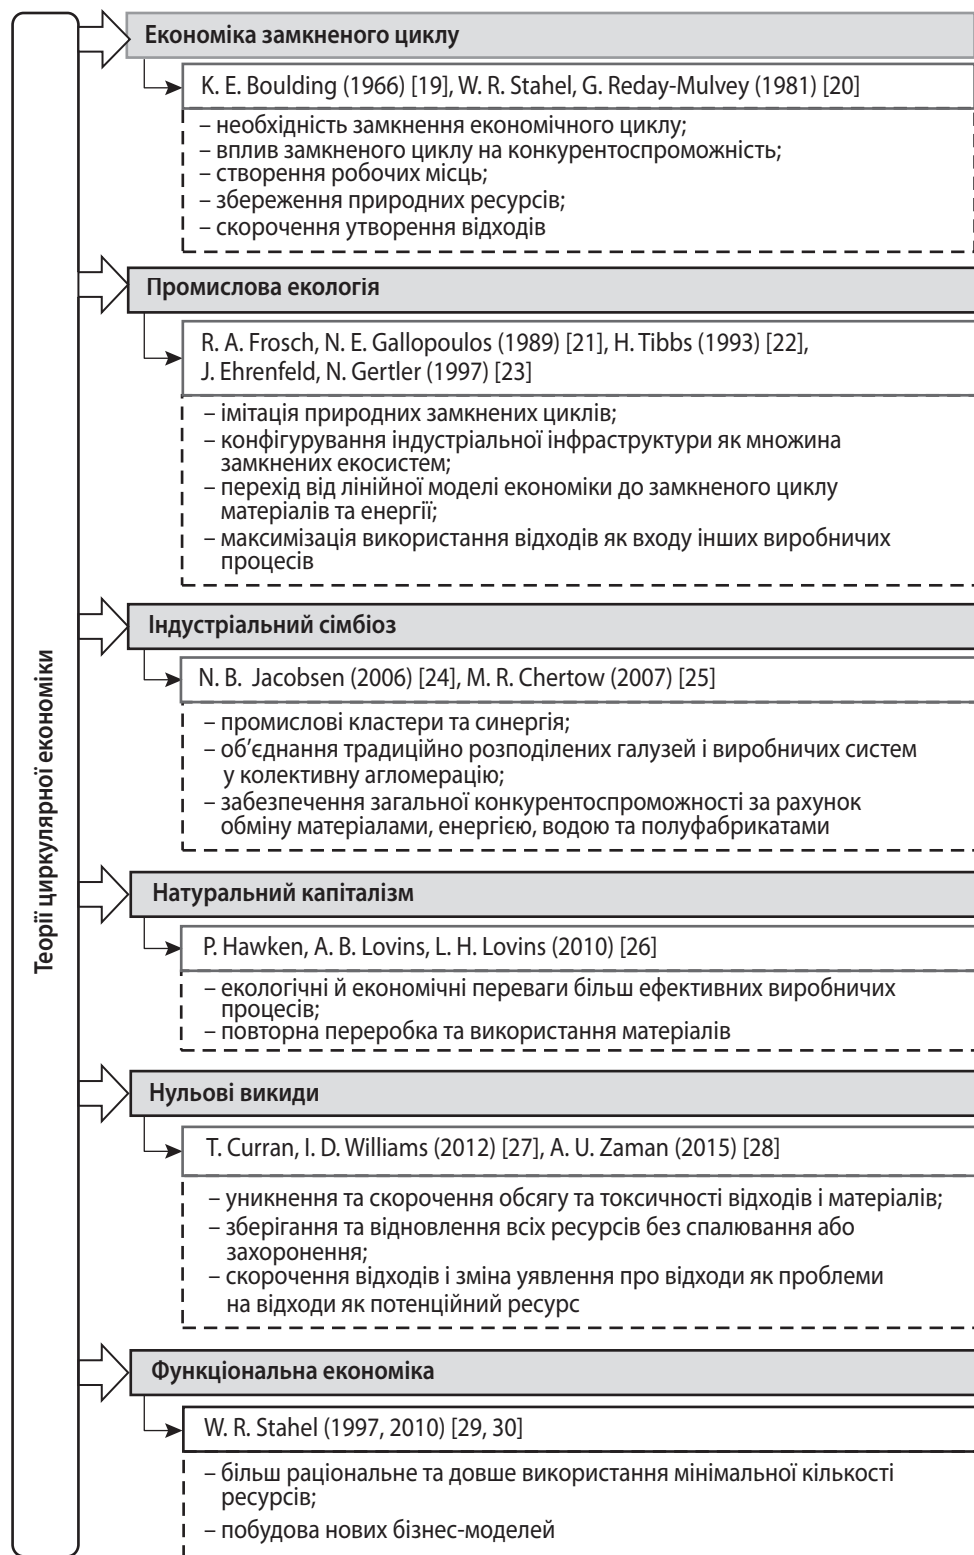 Теорії циркулярної економіки
Економіка замкненого циклу
K. E. Boulding (1966) [19], W. R. Stahel, G. Reday-Mulvey (1981) [20]
– необхідність замкнення економічного циклу;
– вплив замкненого циклу на конкурентоспроможність;
– створення робочих місць;
– збереження природних ресурсів;
– скорочення утворення відходів
Промислова екологія
R. A. Frosch, N. E. Gallopoulos (1989) [21], H. Tibbs (1993) [22],
J. Ehrenfeld, N. Gertler (1997) [23]
– імітація природних замкнених циклів;
– конфігурування індустріальної інфраструктури як множина
замкнених екосистем;
– перехід від лінійної моделі економіки до замкненого циклу
матеріалів та енергії;
– максимізація використання відходів як входу інших виробничих
процесів
Індустріальний сімбіоз
N. B. Jacobsen (2006) [24], M. R. Chertow (2007) [25]
– промислові кластери та синергія;
– об’єднання традиційно розподілених галузей і виробничих систем
у колективну агломерацію;
– забезпечення загальної конкурентоспроможності за рахунок
обміну матеріалами, енергією, водою та полуфабрикатами
Натуральний капіталізм
P. Hawken, A. B. Lovins, L. H. Lovins (2010) [26]
– екологічні й економічні переваги більш ефективних виробничих
процесів;
– повторна переробка та використання матеріалів
Нульові викиди
T. Curran, I. D. Williams (2012) [27], A. U. Zaman (2015) [28]
– уникнення та скорочення обсягу та токсичності відходів і матеріалів;
– зберігання та відновлення всіх ресурсів без спалювання або
захоронення;
– скорочення відходів і зміна уявлення про відходи як проблеми
на відходи як потенційний ресурс
Функціональна економіка
W. R. Stahel (1997, 2010) [29, 30]
– більш раціональне та довше використання мінімальної кількості
ресурсів;
– побудова нових бізнес-моделей